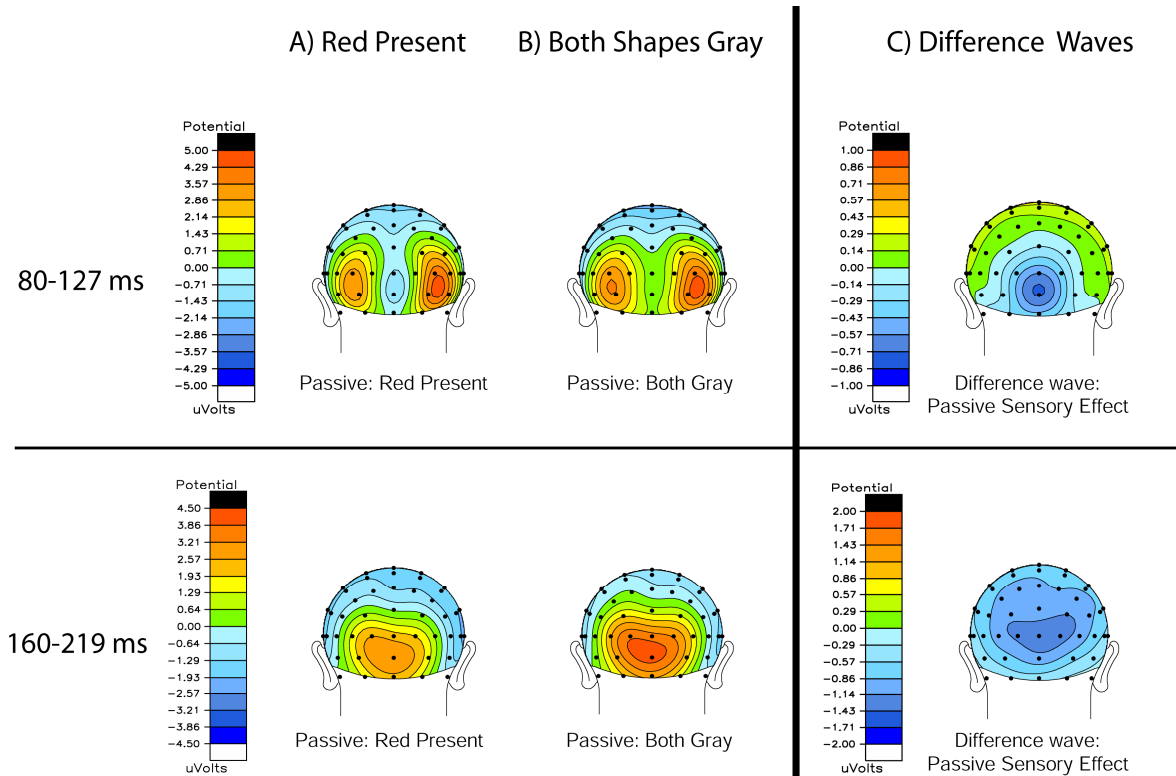 A) Red Present
B) Both Shapes Gray
C) Difference Waves
80-127 ms
Potential
5.00
4.29
3.57
2.86
2.14
1.43
0.71
0.00
-0.71
-1.43
-2.14
-2.86
-3.57
-4.29
-5.00
uVolts
Passive: Red Present
Passive: Both Gray
Potential
1.00
0.86
0.71
0.57
0.43
0.29
0.14
0.00
-0.14
-0.29
-0.43
-0.57
-0.71
-0.86
-1.00
uVolts
Difference wave:
Passive Sensory Effect
160-219 ms
Potential
4.50
3.86
3.21
2.57
1.93
1.29
0.64
0.00
-0.64
-1.29
-1.93
-2.57
-3.21
-3.86
-4.50
uVolts
Passive: Red Present
Passive: Both Gray
Potential
2.00
1.71
1.43
1.14
0.86
0.57
0.29
0.00
-0.29
-0.57
-0.86
-1.14
-1.43
-1.71
-2.00
uVolts
Difference wave:
Passive Sensory Effect